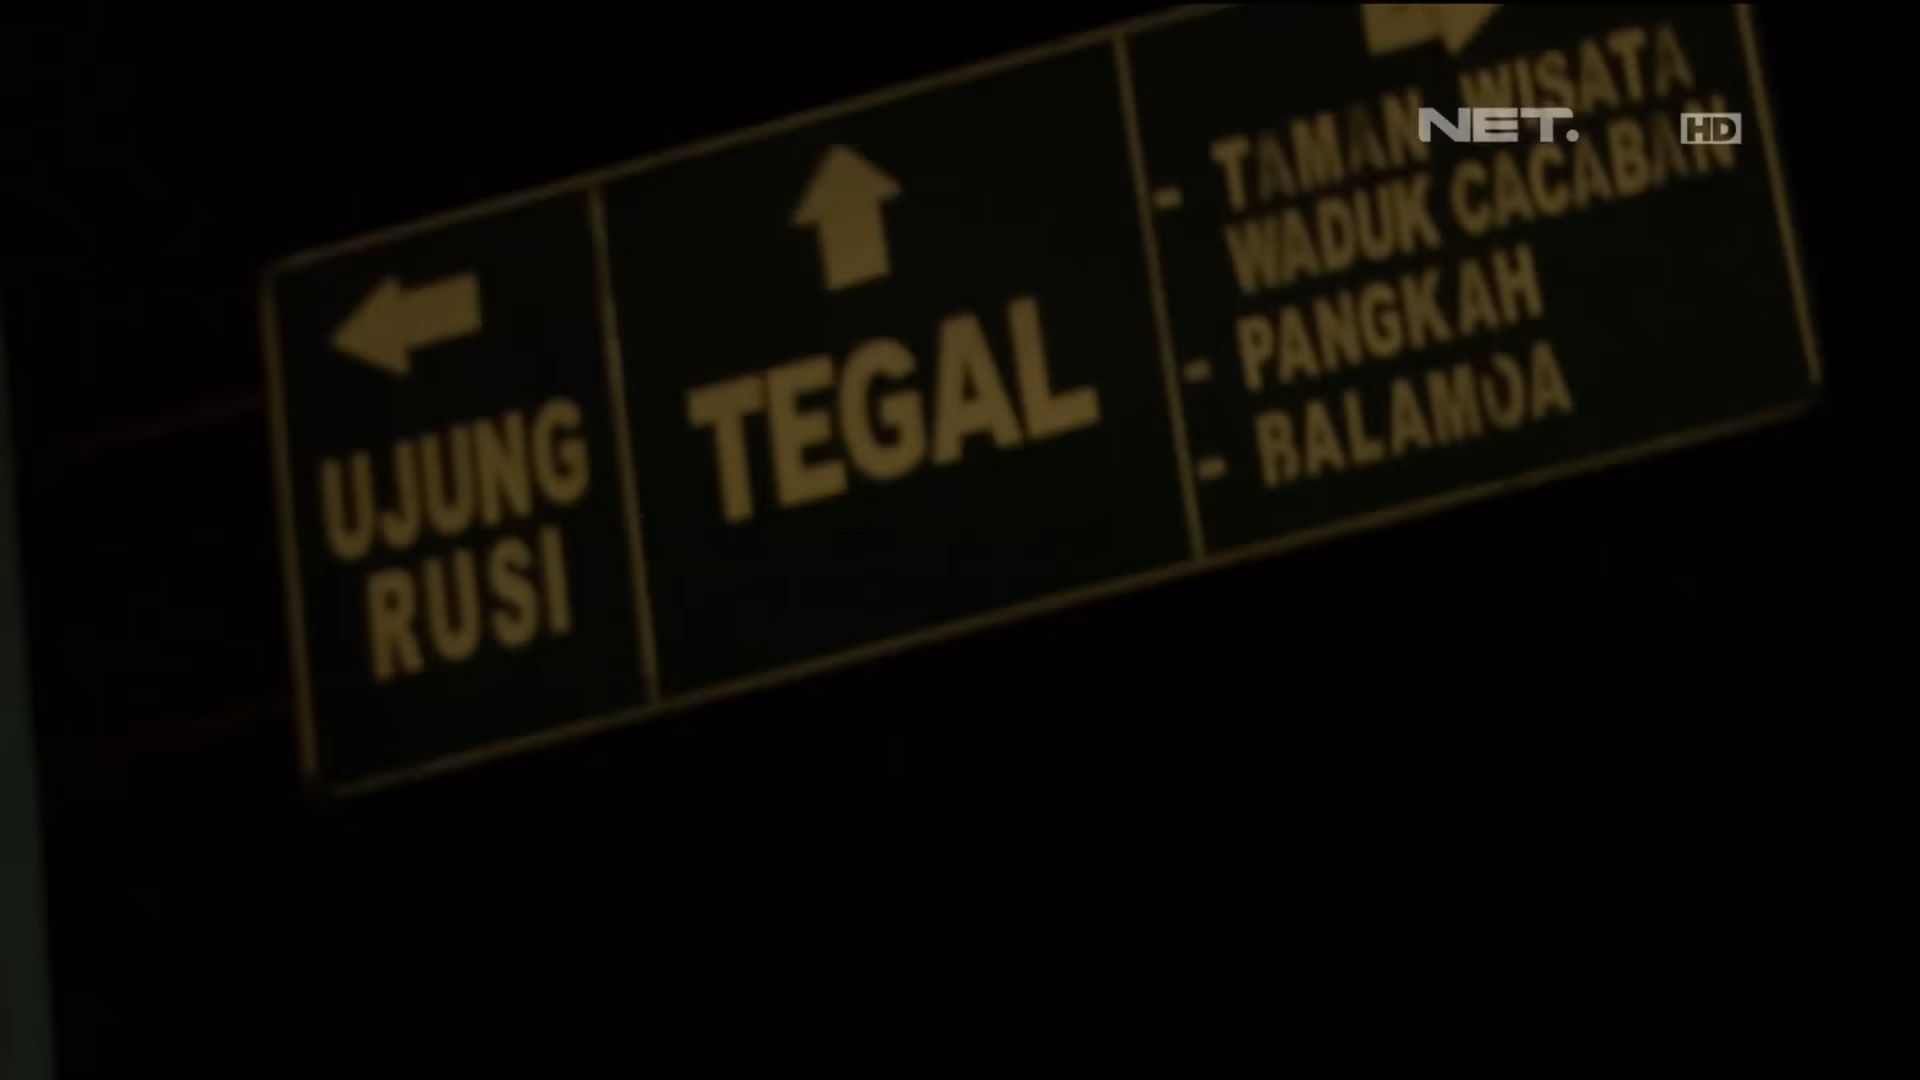 UJUNG
RUSI
TEGAL
- TAMAN WISATA
WADUK CACABAN
- PANGKAH
- BALAMOA
NET.
HD